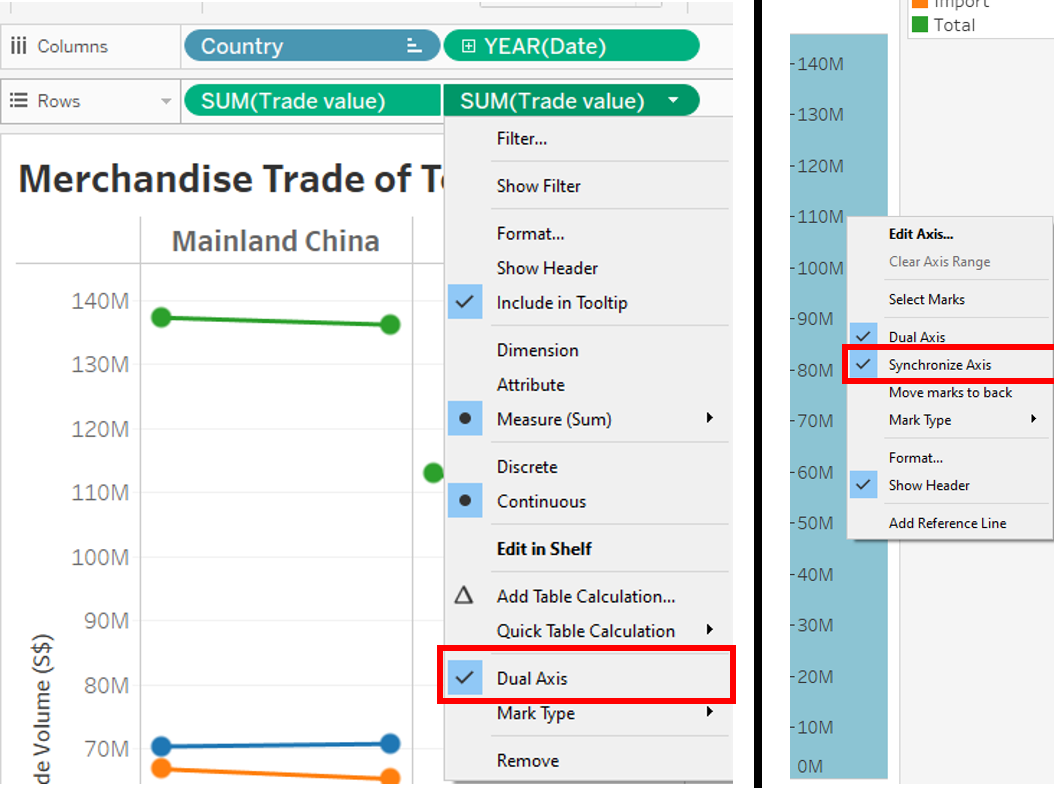 Columns
Country
YEAR(Date)
Rows
SUM(Trade value)
SUM(Trade value)
Merchandise Trade of
Mainland China
140M
130M
120M
110M
100M
90M
80M
70M
de Volume (S$)
Filter...
Show Filter
Format...
Show Header
Include in Tooltip
Dimension
Attribute
Measure (Sum)
Discrete
Continuous
Edit in Shelf
Add Table Calculation...
Quick Table Calculation
Dual Axis
Mark Type
Remove
Import
Total
140M
130M
120M
110M
100M
90M
80M
70M
60M
50M
40M
30M
20M
10M
0M
Edit Axis...
Clear Axis Range
Select Marks
Dual Axis
Synchronize Axis
Move marks to back
Mark Type
Format...
Show Header
Add Reference Line